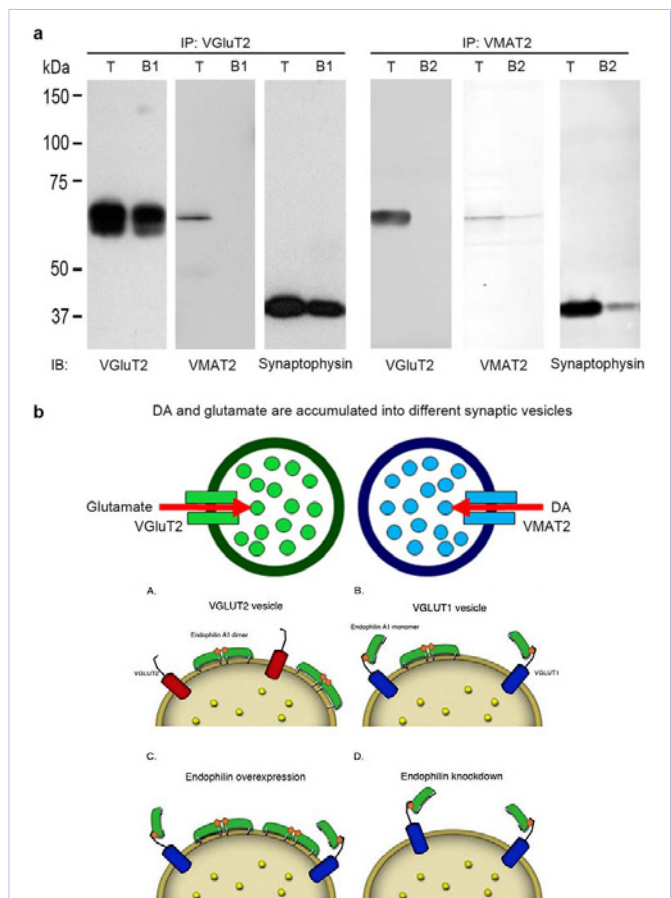 a
IP: VGluT2 IP: VMAT2
kDa T B1 T B1 T B1 T B2 T B2 T B2
150
100
75
50
37
IB: VGluT2 VMAT2 Synaptophysin VGluT2 VMAT2 Synaptophysin
b
DA and glutamate are accumulated into different synaptic vesicles
Glutamate
VGluT2
DA
VMAT2
A. B.
VGLUT2 vesicle VGLUT1 vesicle
Endophilin A1 dimer Endophilin A1 monomer
VGLUT2 VGLUT1
C. D.
Endophilin overexpression Endophilin knockdown